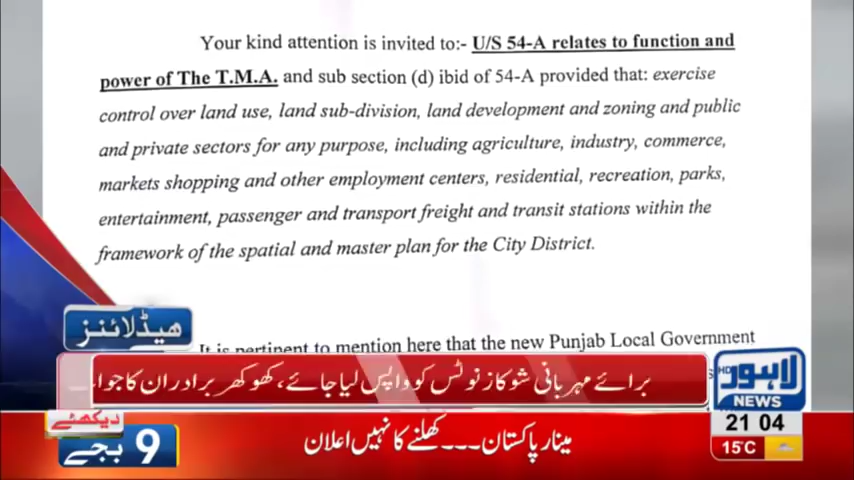 Your kind attention is invited to:- U/S 54-A relates to function and
power of The T.M.A. and sub section (d) ibid of 54-A provided that: exercise
control over land use, land sub-division, land development and zoning and public
and private sectors for any purpose, including agriculture, industry, commerce,
markets shopping and other employment centers, residential, recreation, parks,
entertainment, passenger and transport freight and transit stations within the
framework of the spatial and master plan for the City District.
It is pertinent to mention here that the new Punjab Local Government
ہیڈلائنز
برائے مہربانی شوکاز نوٹس کو واپس لیا جائے، کھوکھر برادران کا جوا
HD لاہور
NEWS
دیکھئے
9 بجے
مینار پاکستان۔۔۔ کھلنے کا نہیں اعلان
21 04
15°C